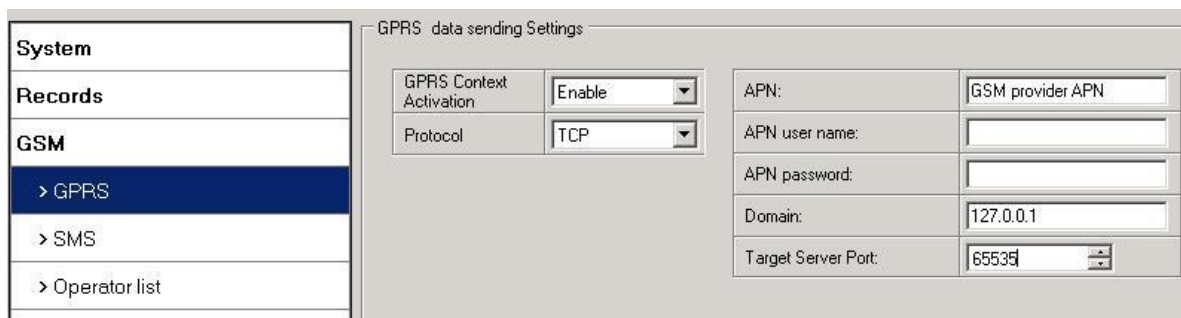 System
Records
GSM
> GPRS
> SMS
> Operator list
GPRS data sending Settings
GPRS Context
Activation
Enable
Protocol
TCP
APN:
GSM provider APN
APN user name:
APN password:
Domain:
127.0.0.1
Target Server Port:
65535